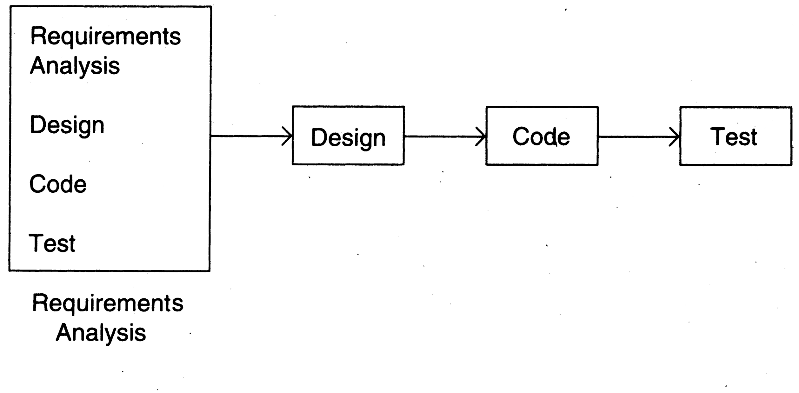 Requirements
Analysis
Design
Code
Test
Design
Code
Test
Requirements
Analysis